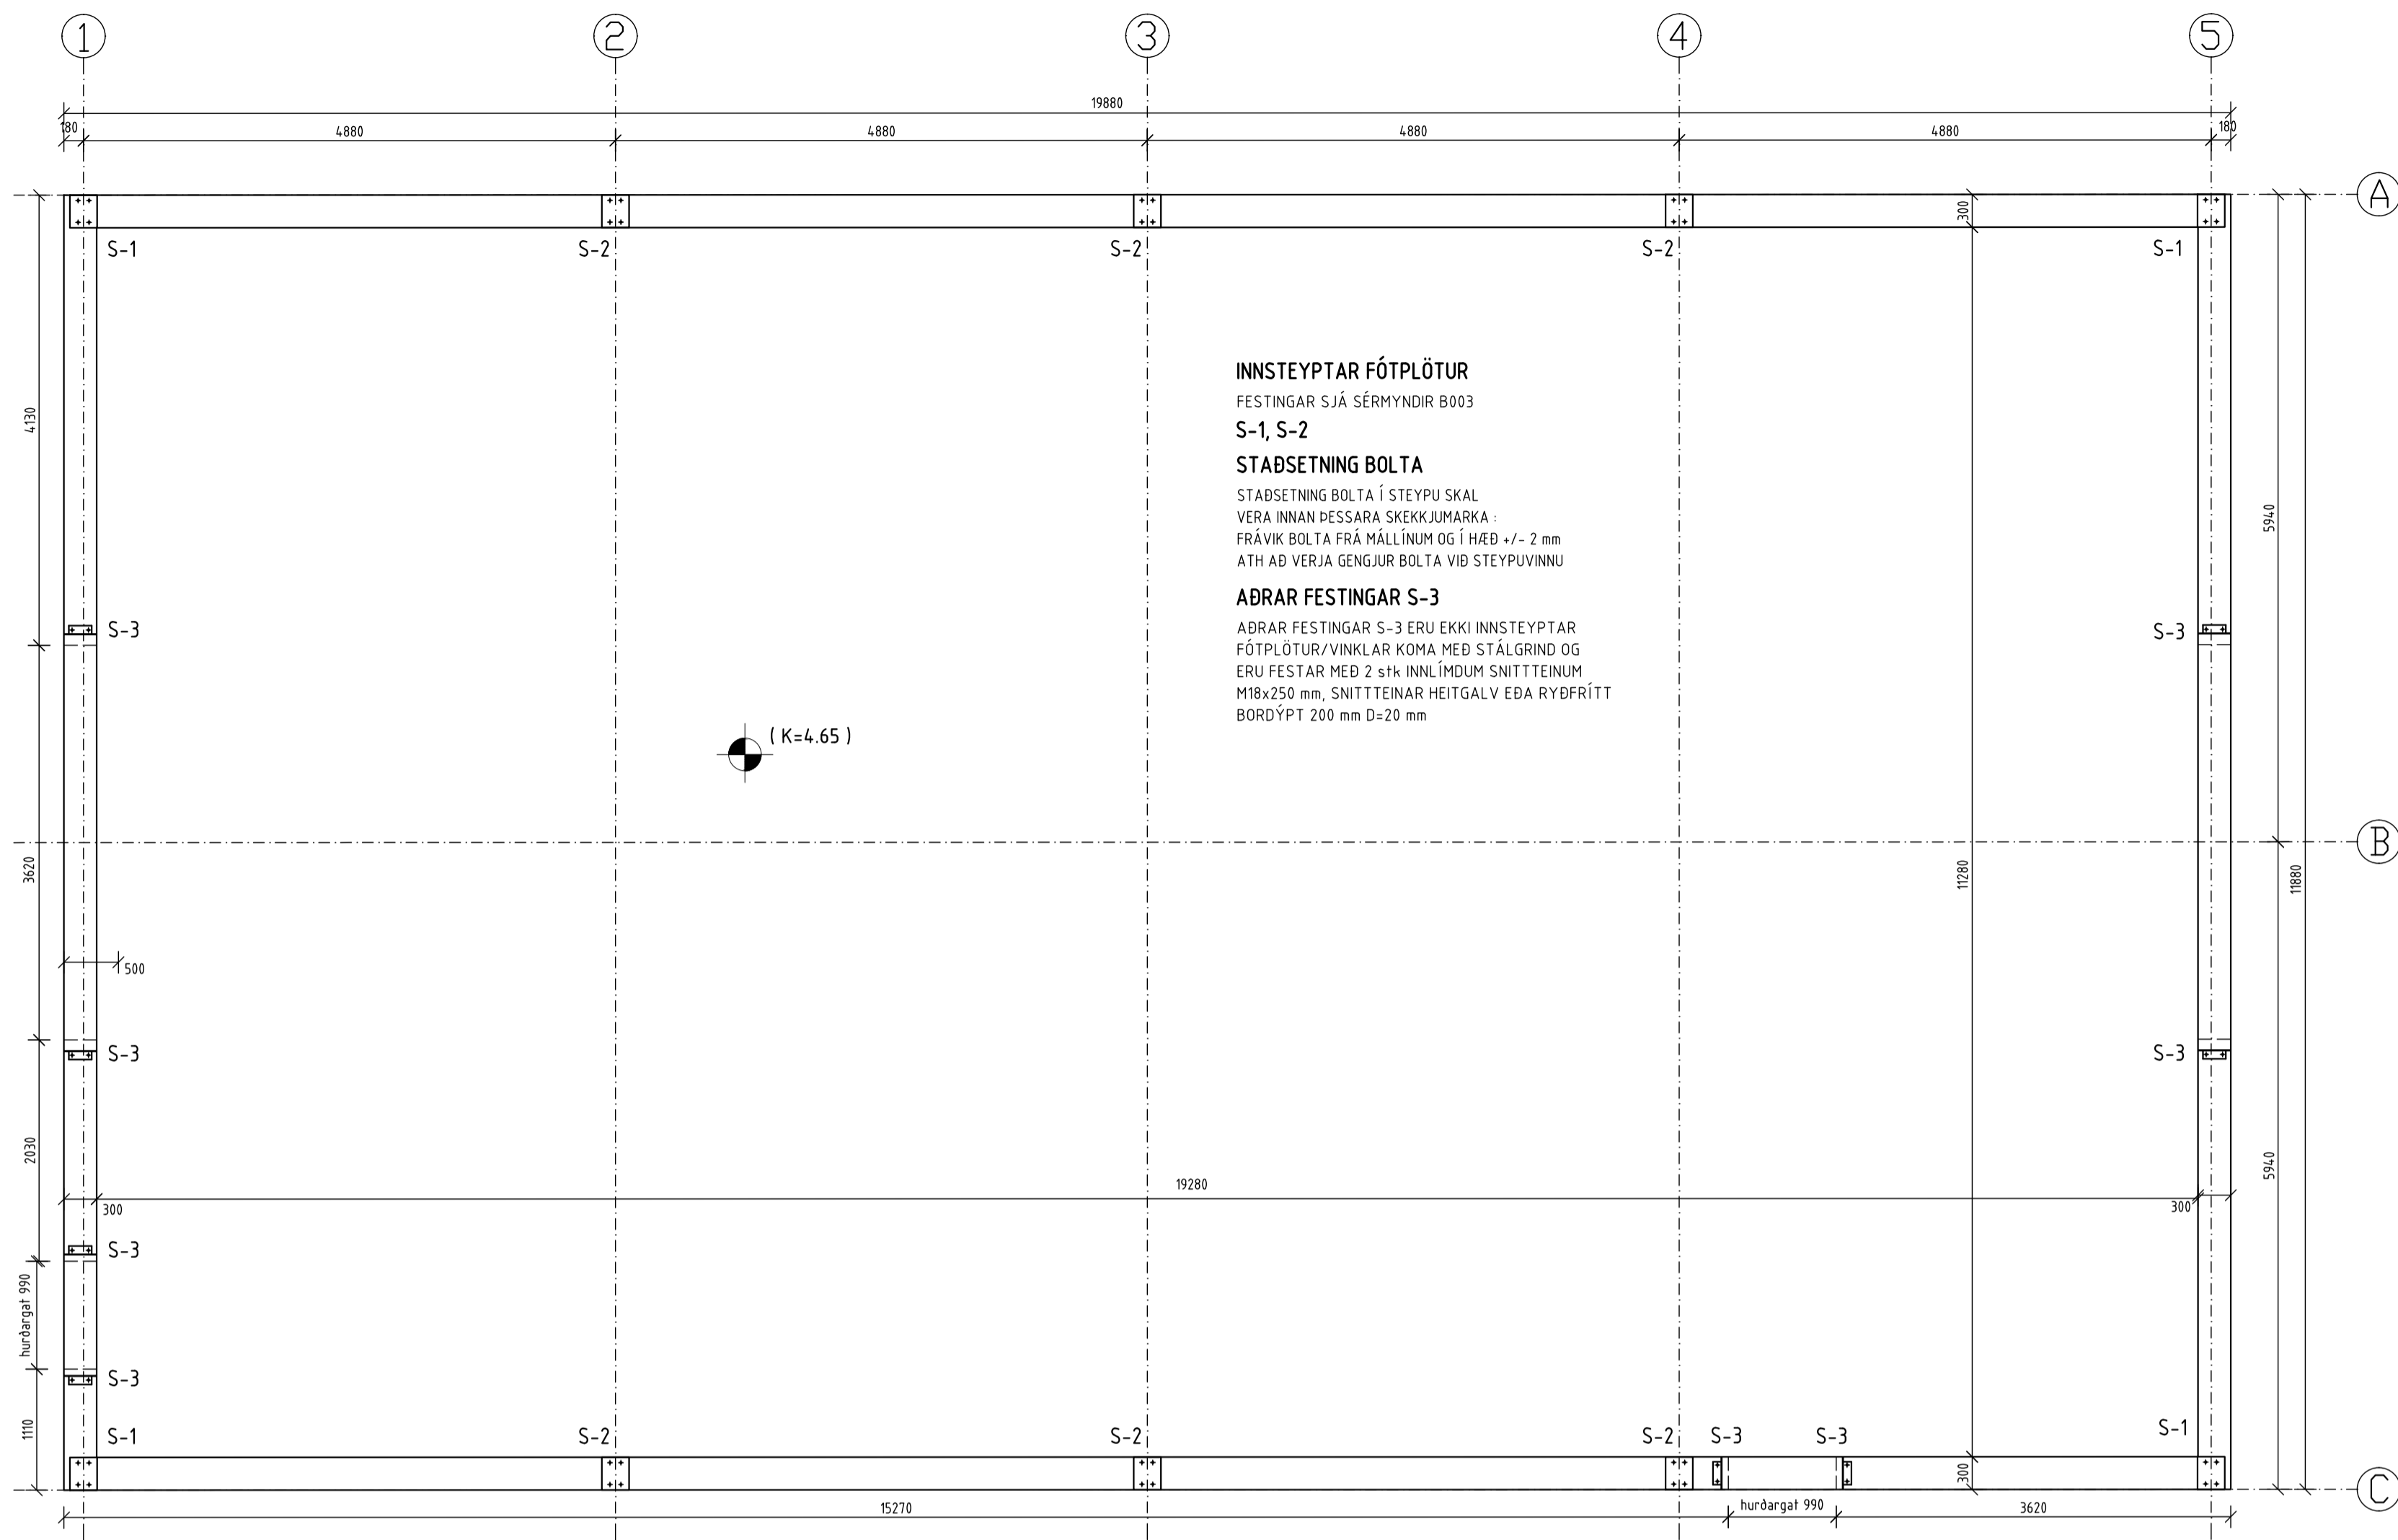 1
2
3
4
5
19880
180
4880
4880
4880
4880
180
A
300
S-1
S-2
S-2
S-2
S-1
INNSTEYPTAR FÓTPLÖTUR
FESTINGAR SJÁ SÉRMYNDIR B003
S-1, S-2
STAÐSETNING BOLTA
STAÐSETNING BOLTA Í STEYPU SKAL
VERA INNAN ÞESSARA SKEKKJUMARKA :
FRÁVIK BOLTA FRÁ MÁLLÍNUM OG Í HÆÐ +/- 2 mm
ATH AÐ VERJA GENGJUR BOLTA VIÐ STEYPUVINNU
AÐRAR FESTINGAR S-3
AÐRAR FESTINGAR S-3 ERU EKKI INNSTEYPTAR
FÓTPLÖTUR/VINKLAR KOMA MEÐ STÁLGRIND OG
ERU FESTAR MEÐ 2 stk INNLÍMDUM SNITTTEINUM
M18x250 mm, SNITTTEINAR HEITGALV EÐA RYÐFRÍTT
BORDÝPT 200 mm D=20 mm
4130
5940
S-3
S-3
( K=4.65 )
B
3620
11280
11880
500
S-3
S-3
2030
5940
19280
300
300
S-3
hurðargat 990
S-3
1110
S-1
S-2
S-2
S-2
S-3
S-3
S-1
300
C
15270
hurðargat 990
3620